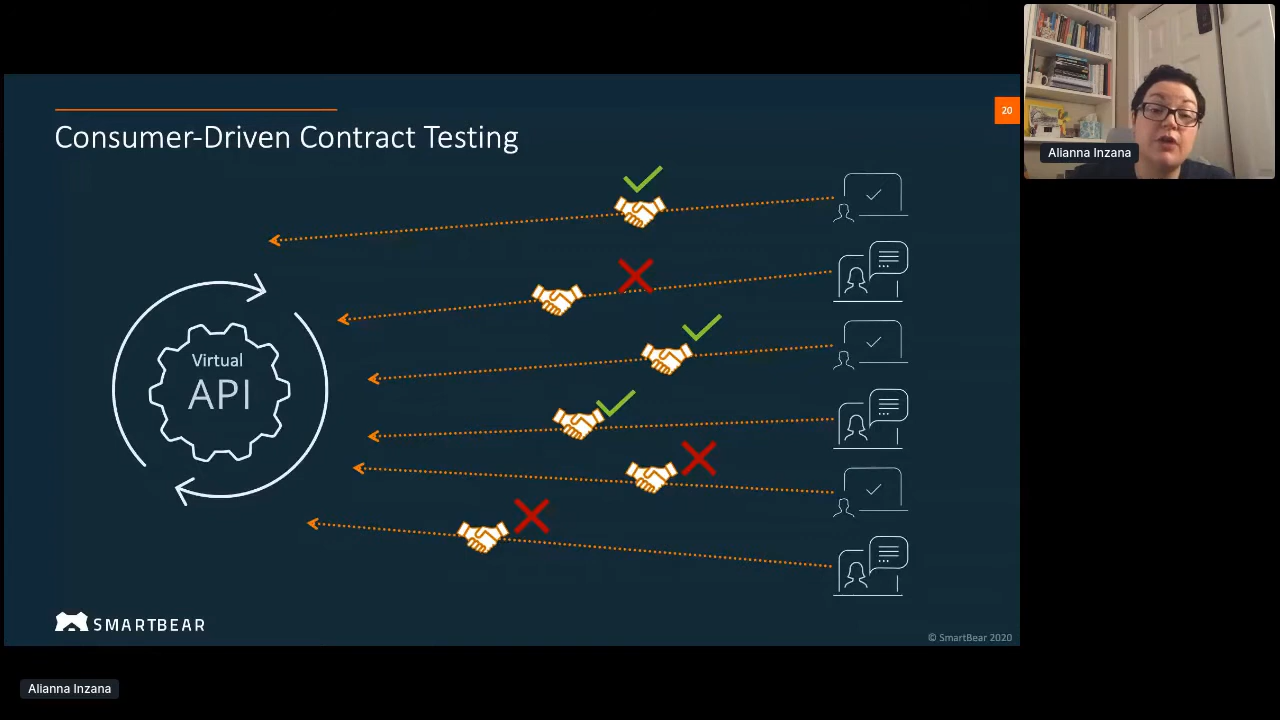 Consumer-Driven Contract Testing
20
Alianna Inzana
Virtual
API
SMARTBEAR
© SmartBear 2020
Alianna Inzana